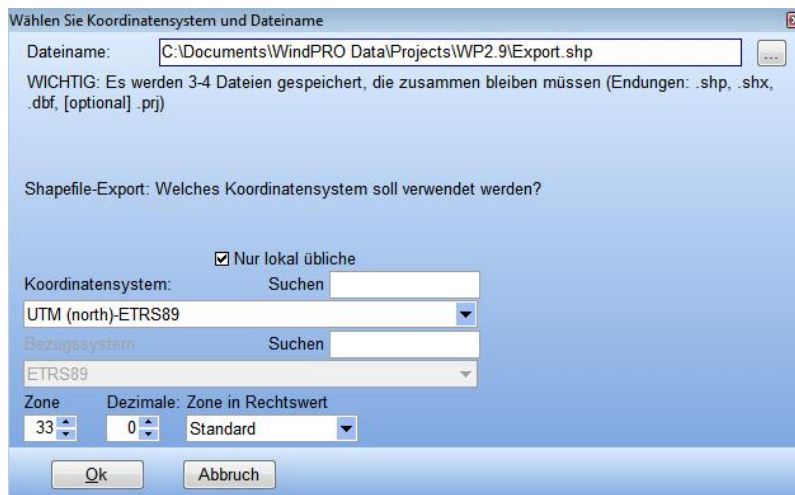 Wählen Sie Koordinatensystem und Dateiname
Dateiname: C:\Documents\WindPRO Data\Projects\WP2.9\Export.shp ...
WICHTIG: Es werden 3-4 Dateien gespeichert, die zusammen bleiben müssen (Endungen: .shp, .shx,
.dbf, [optional] .prj)
Shapefile-Export: Welches Koordinatensystem soll verwendet werden?
Nur lokal übliche
Koordinatensystem: Suchen
UTM (north)-ETRS89
Bezugssystem Suchen
ETRS89
Zone Dezimale: Zone in Rechtswert
33 0 Standard
Ok Abbruch